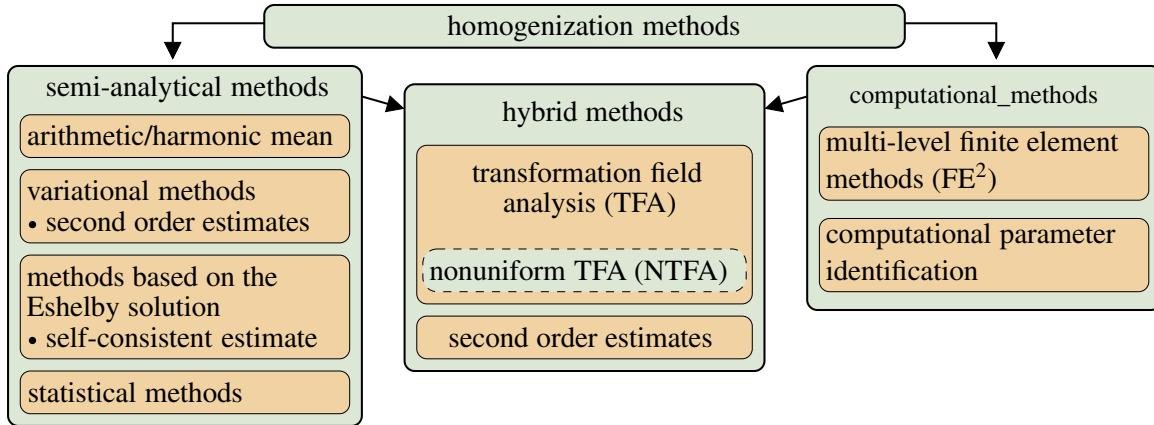 homogenization methods
semi-analytical methods
arithmetic/harmonic mean
variational methods
• second order estimates
methods based on the
Eshelby solution
• self-consistent estimate
statistical methods
hybrid methods
transformation field
analysis (TFA)
nonuniform TFA (NTFA)
second order estimates
computational_methods
multi-level finite element
methods (FE²)
computational parameter
identification